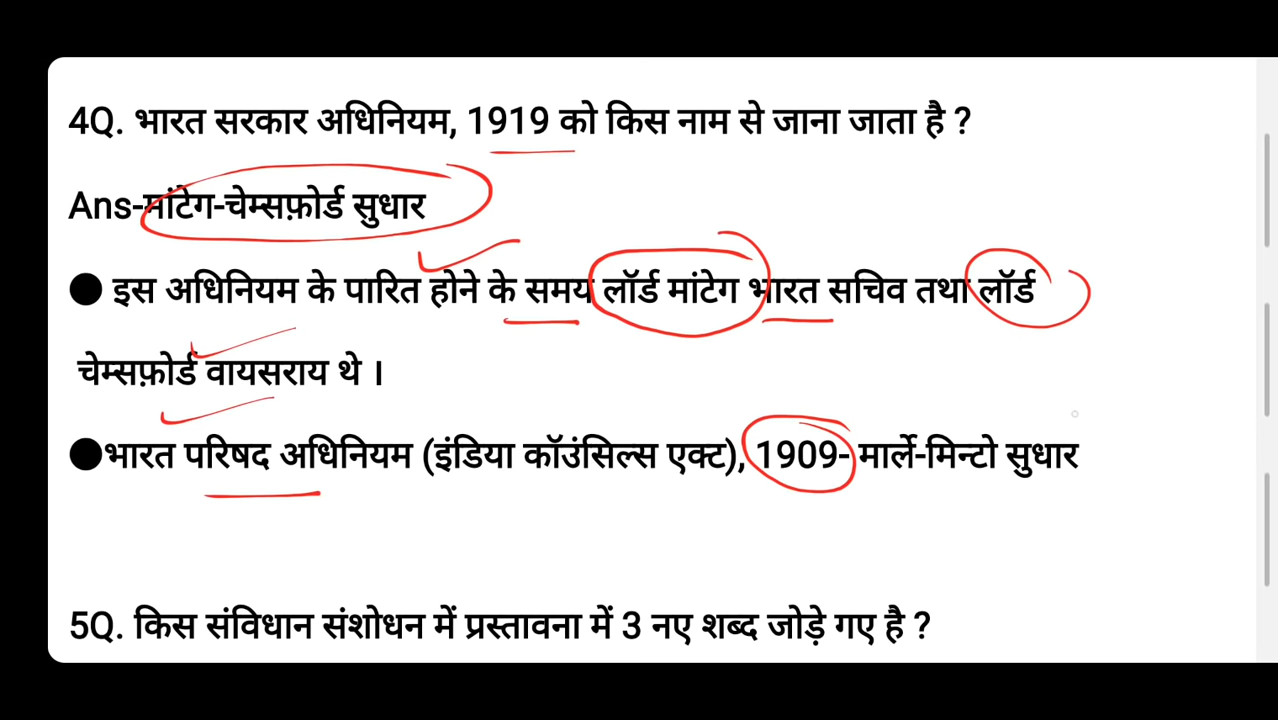 4Q. भारत सरकार अधिनियम, 1919 को किस नाम से जाना जाता है ?
Ans-मांटेग-चेम्सफ़ोर्ड सुधार
● इस अधिनियम के पारित होने के समय लॉर्ड मांटेग भारत सचिव तथा लॉर्ड
चेम्सफ़ोर्ड वायसराय थे ।
●भारत परिषद अधिनियम (इंडिया कॉउंसिल्स एक्ट), 1909- मार्ले-मिन्टो सुधार
5Q. किस संविधान संशोधन में प्रस्तावना में 3 नए शब्द जोड़े गए है ?